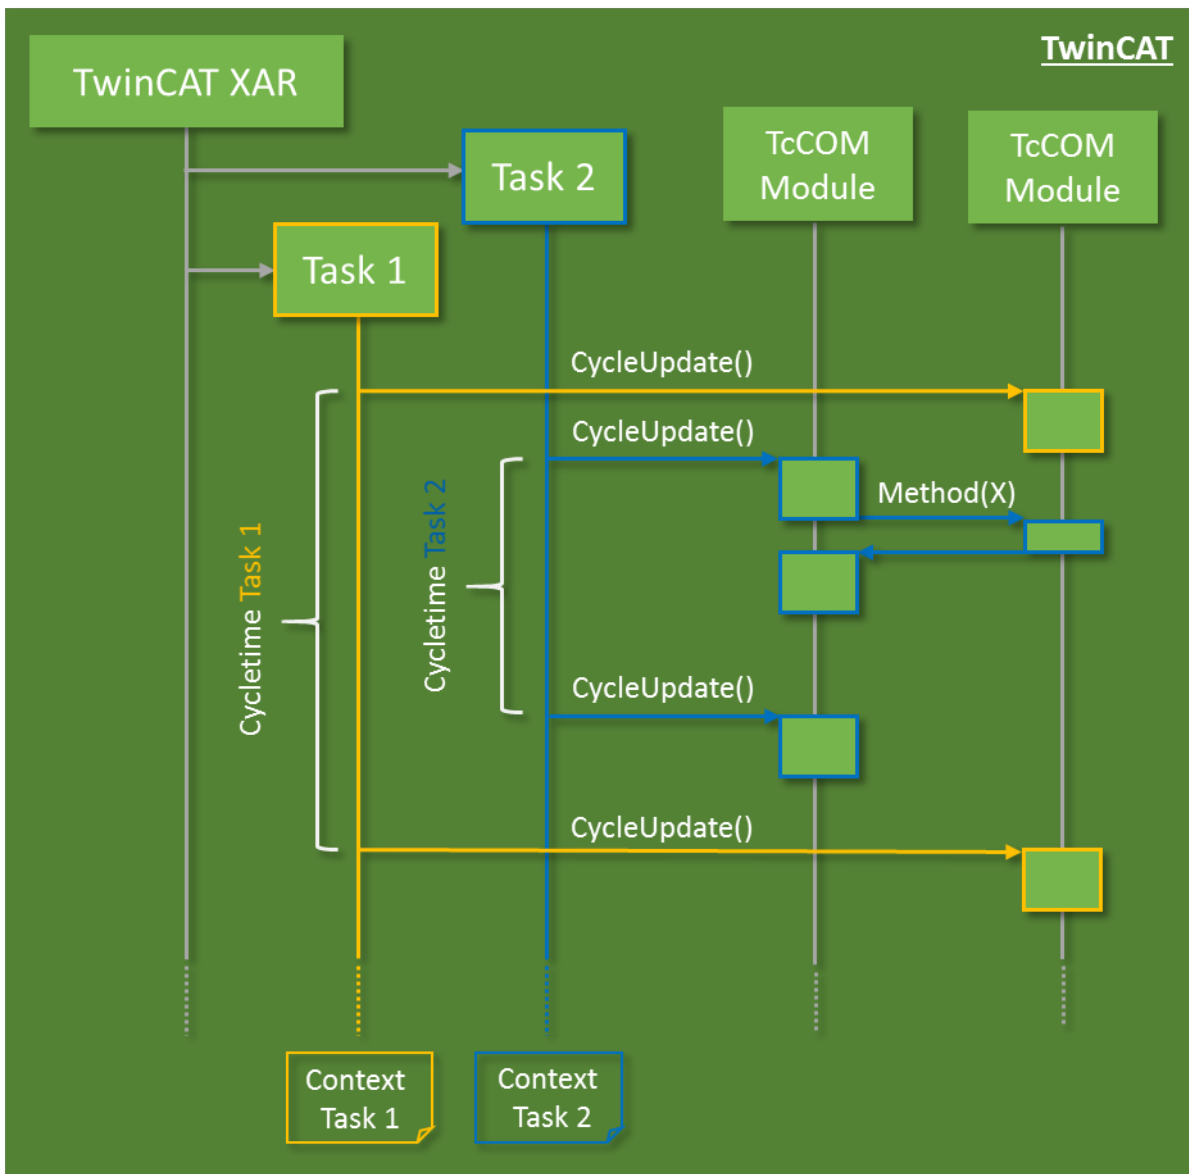 TwinCAT
TwinCAT XAR
Task 2
TcCOM
Module
TcCOM
Module
Task 1
CycleUpdate()
CycleUpdate()
Method(X)
Cycletime Task 1
Cycletime Task 2
CycleUpdate()
CycleUpdate()
Context
Task 1
Context
Task 2